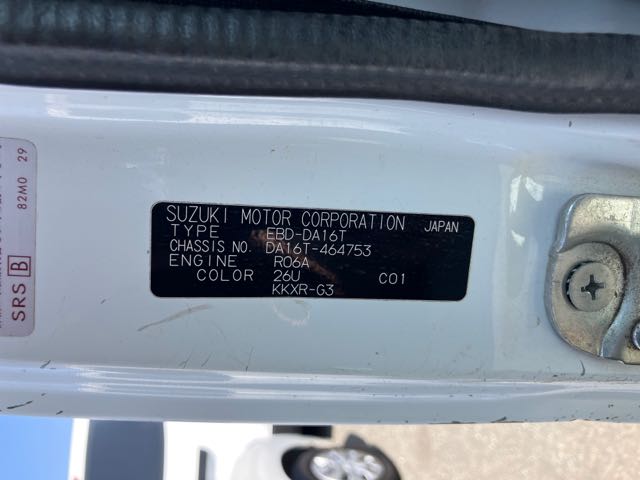 SUZUKI MOTOR CORPORATION JAPAN
TYPE EBD-DA16T
CHASSIS NO. DA16T-464753
ENGINE R06A
COLOR 26U C01
KKXR-G3
SRS B 82M0 29